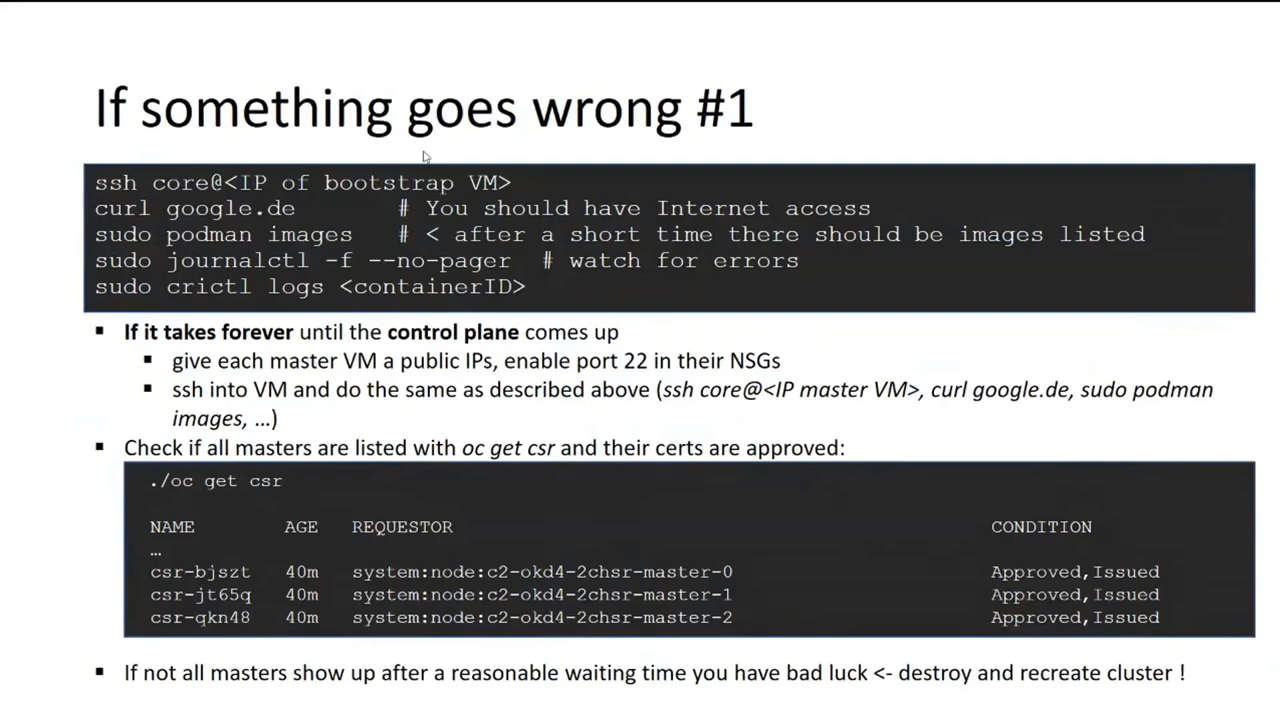 If something goes wrong #1
ssh core@<IP of bootstrap VM>
curl google.de # You should have Internet access
sudo podman images # < after a short time there should be images listed
sudo journalctl -f --no-pager # watch for errors
sudo crictl logs <containerID>
▪ If it takes forever until the control plane comes up
▪ give each master VM a public IPs, enable port 22 in their NSGs
▪ ssh into VM and do the same as described above (ssh core@<IP master VM>, curl google.de, sudo podman
images, …)
▪ Check if all masters are listed with oc get csr and their certs are approved:
./oc get csr
NAME AGE REQUESTOR CONDITION
…
csr-bjszt 40m system:node:c2-okd4-2chsr-master-0 Approved,Issued
csr-jt65q 40m system:node:c2-okd4-2chsr-master-1 Approved,Issued
csr-qkn48 40m system:node:c2-okd4-2chsr-master-2 Approved,Issued
▪ If not all masters show up after a reasonable waiting time you have bad luck <- destroy and recreate cluster !